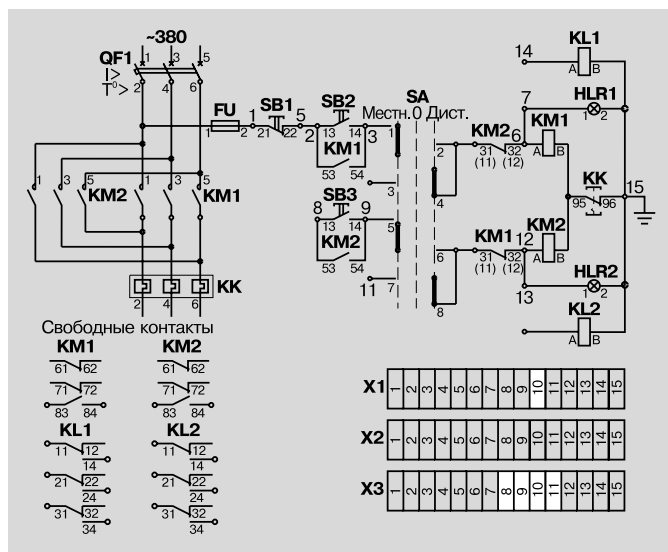 ~380
QF1
I>
T⁰>
1 3 5
2 4 6
FU
1 2
1
SB1
21 22
5
2
SB2
13 14
KM1
53 54
3
SA
Местн. 0 Дист.
1
2
3
4
KM2
31 32
(11) (12)
6
7
14
KL1
A B
HLR1
1 2
KM1
A B
KK
95 96
15
1 3 5
KM2
1 3 5
KM1
8
SB3
13 14
9
KM2
53 54
11
5
6
7
8
KM1
31 32
(11) (12)
12
13
KM2
A B
HLR2
1 2
KL2
A B
KK
2 4 6
Свободные контакты
KM1
61 62
71 72
83 84
KM2
61 62
71 72
83 84
KL1
11 12
14
21 22
24
31 32
34
KL2
11 12
14
21 22
24
31 32
34
X1 1 2 3 4 5 6 7 8 9 10 11 12 13 14 15
X2 1 2 3 4 5 6 7 8 9 10 11 12 13 14 15
X3 1 2 3 4 5 6 7 8 9 10 11 12 13 14 15